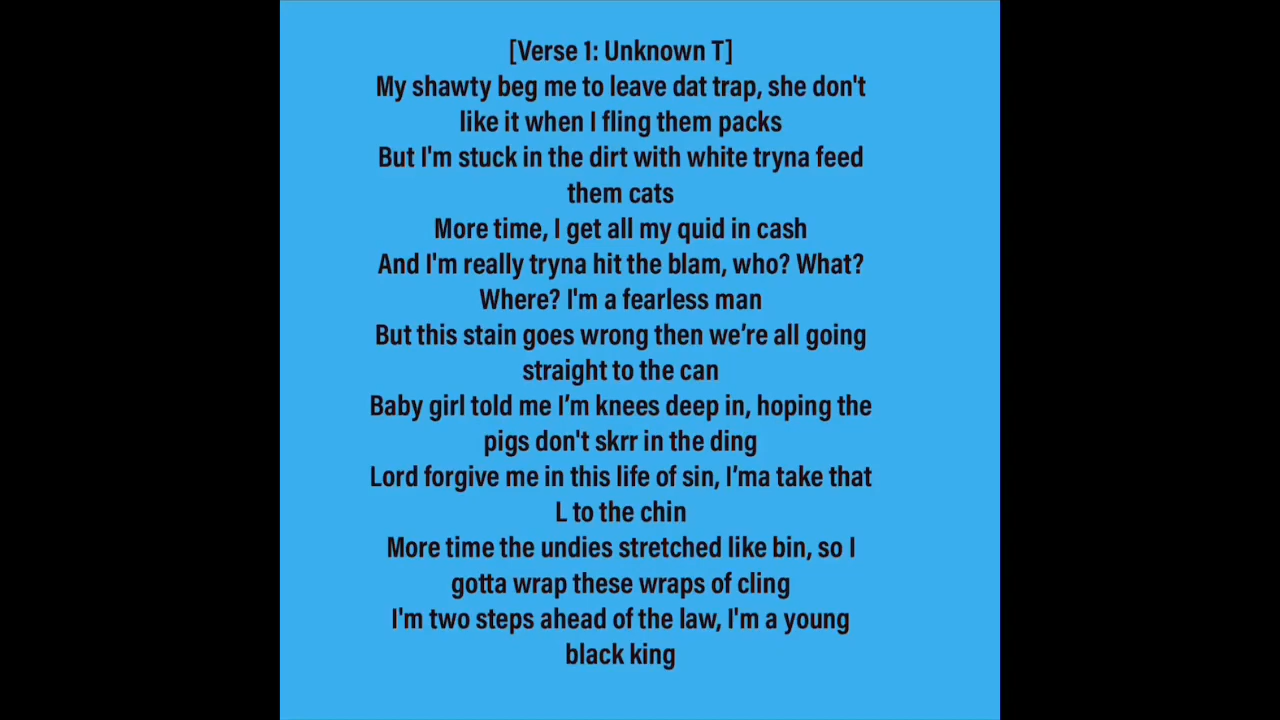 [Verse 1: Unknown T]
My shawty beg me to leave dat trap, she don't
like it when I fling them packs
But I'm stuck in the dirt with white tryna feed
them cats
More time, I get all my quid in cash
And I'm really tryna hit the blam, who? What?
Where? I'm a fearless man
But this stain goes wrong then we’re all going
straight to the can
Baby girl told me I’m knees deep in, hoping the
pigs don't skrr in the ding
Lord forgive me in this life of sin, I’ma take that
L to the chin
More time the undies stretched like bin, so I
gotta wrap these wraps of cling
I'm two steps ahead of the law, I'm a young
black king